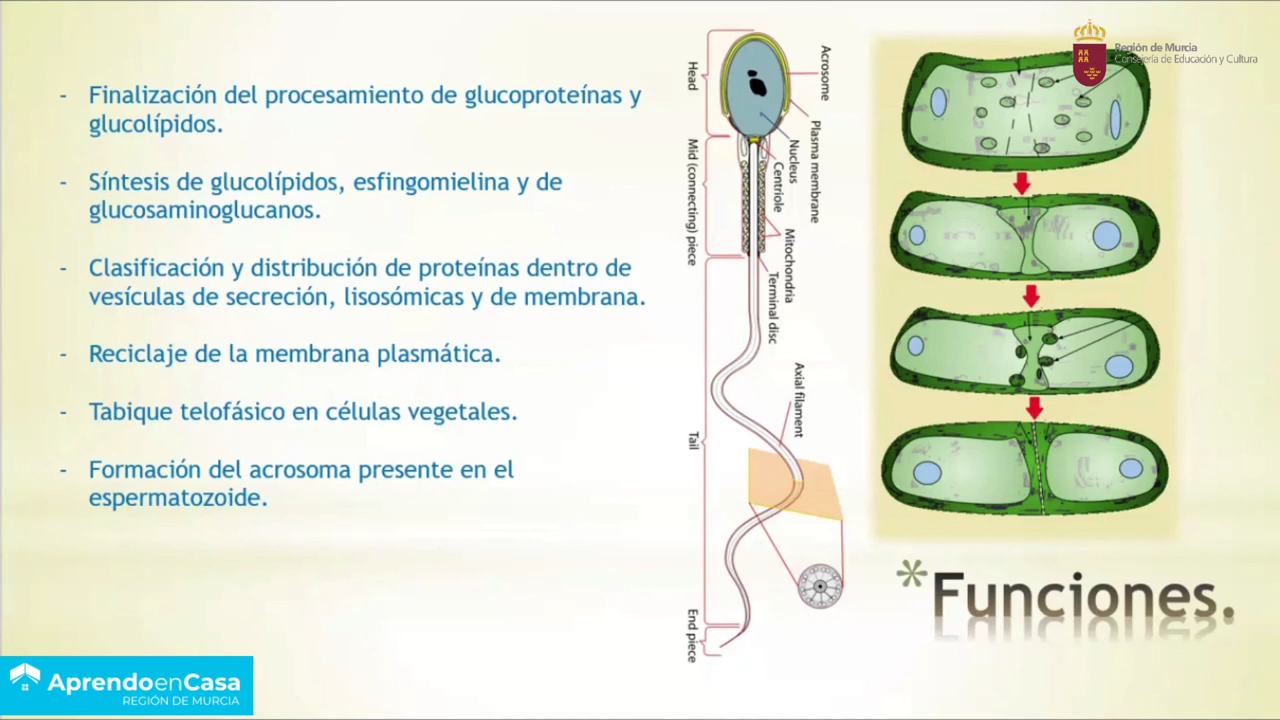 - Finalización del procesamiento de glucoproteínas y
glucolípidos.
- Síntesis de glucolípidos, esfingomielina y de
glucosaminoglucanos.
- Clasificación y distribución de proteínas dentro de
vesículas de secreción, lisosómicas y de membrana.
- Reciclaje de la membrana plasmática.
- Tabique telofásico en células vegetales.
- Formación del acrosoma presente en el
espermatozoide.
Head
Mid (connecting) piece
Tail
End piece
Acrosome
Plasma membrane
Nucleus
Centriole
Mitochondria
Terminal disc
Axial filament
Región de Murcia
Consejería de Educación y Cultura
*Funciones.
AprendoenCasa
REGIÓN DE MURCIA